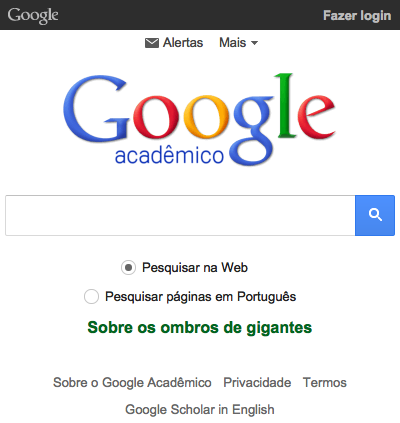 Google Fazer login
Alertas Mais
Google
acadêmico
Pesquisar na Web
Pesquisar páginas em Português
Sobre os ombros de gigantes
Sobre o Google Acadêmico Privacidade Termos
Google Scholar in English